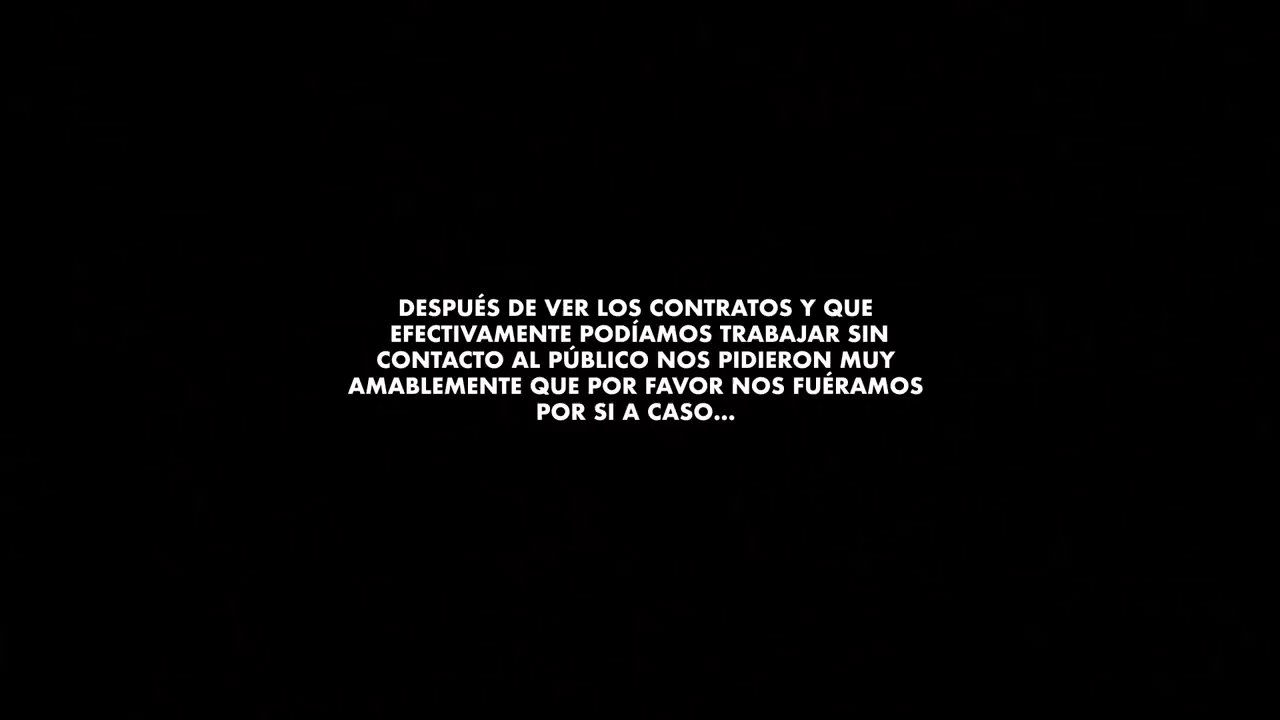 DESPUÉS DE VER LOS CONTRATOS Y QUE
EFECTIVAMENTE PODÍAMOS TRABAJAR SIN
CONTACTO AL PÚBLICO NOS PIDIERON MUY
AMABLEMENTE QUE POR FAVOR NOS FUÉRAMOS
POR SI A CASO...